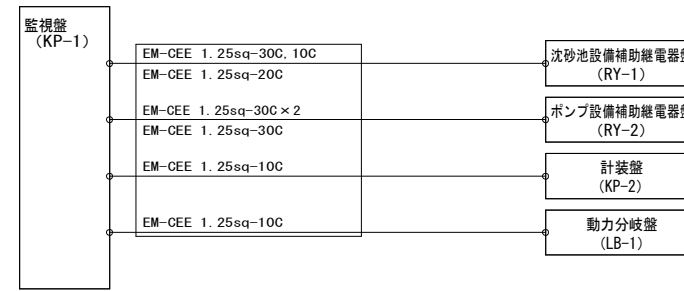 監視盤
（KP−1）
EM−CEE 1.25sq−30C,10C
EM−CEE 1.25sq−20C
沈砂池設備補助継電器盤
（RY−1）
EM−CEE 1.25sq−30C×2
EM−CEE 1.25sq−30C
ポンプ設備補助継電器盤
（RY−2）
EM−CEE 1.25sq−10C
計装盤
（KP−2）
EM−CEE 1.25sq−10C
動力分岐盤
（LB−1）